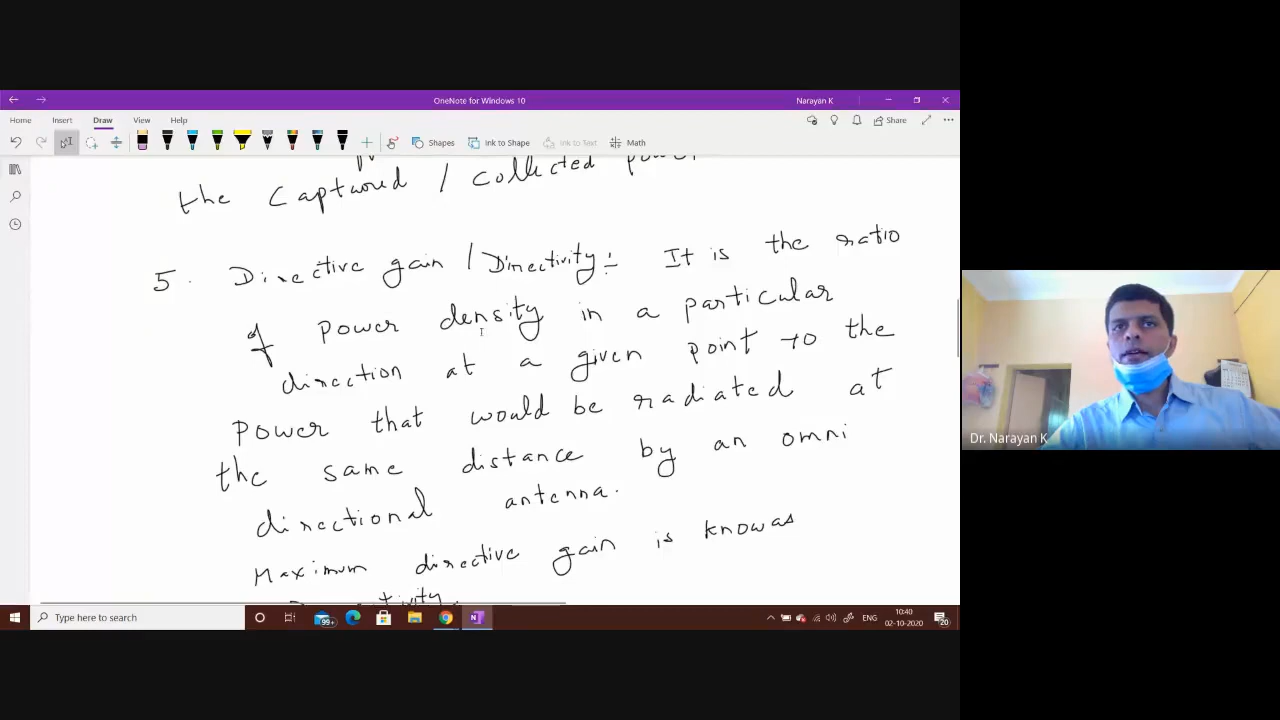 OneNote for Windows 10
Narayan K
Home Insert Draw View Help
Share
Shapes
Ink to Shape
Ink to Text
Math
the Captured / collected power
5. Directive gain / Directivity :- It is the ratio
of power density in a particular
direction at a given point to the
power that would be radiated at
the same distance by an omni
directional antenna.
Maximum directive gain is know as
Dr. Narayan K
Type here to search
99+
ENG
10:40
02-10-2020
20